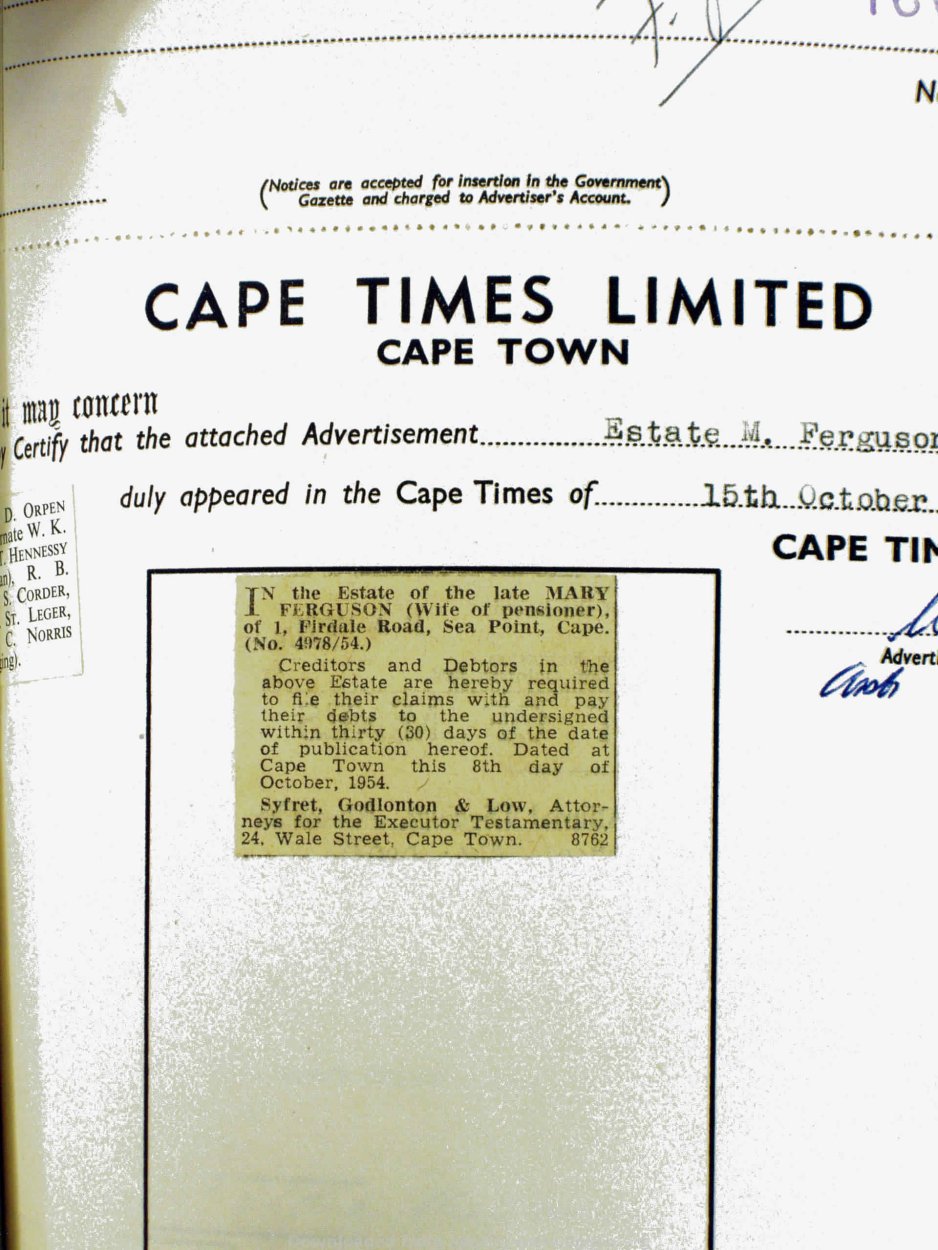 (Notices are accepted for insertion in the Government
Gazette and charged to Advertiser's Account.)
CAPE TIMES LIMITED
CAPE TOWN
it may concern
Certify that the attached Advertisement Estate M. Ferguson
duly appeared in the Cape Times of 15th October
D. ORPEN
W. K.
HENNESSY
R. B.
S. CORDER,
ST. LEGER,
C. NORRIS
CAPE
IN the Estate of the late MARY
FERGUSON (Wife of pensioner),
of 1, Firdale Road, Sea Point, Cape.
(No. 4978/54.)
Creditors and Debtors in the
above Estate are hereby required
to file their claims with and pay
their debts to the undersigned
within thirty (30) days of the date
of publication hereof. Dated at
Cape Town this 8th day of
October, 1954.
Syfret, Godlonton & Low, Attor-
neys for the Executor Testamentary,
24, Wale Street, Cape Town. 8762